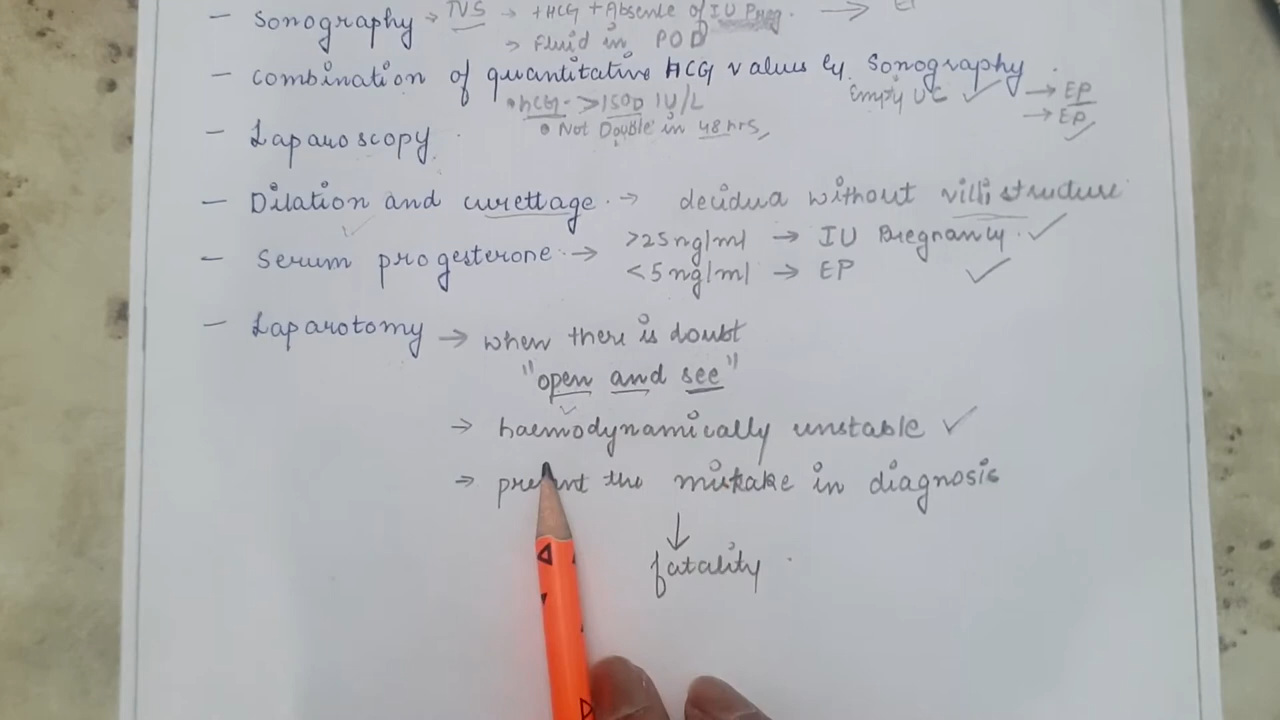 - Sonography → TVS → +HCG + Absence of IU Preg. →
→ Fluid in POD
- Combination of quantitative HCG values & Sonography.
• hCG- >1500 IU/L Empty UC ✓ → EP
• Not Double in 48 hrs, → EP ✓
- Laparoscopy.
- Dilation and curettage. → decidua without villi structure
- Serum progesterone. → >25 ng/ml → IU Pregnancy. ✓
<5 ng/ml → EP ✓
- Laparotomy → when there is doubt
"open and see"
→ haemodynamically unstable ✓
→ the mistake in diagnosis
↓
fatality.